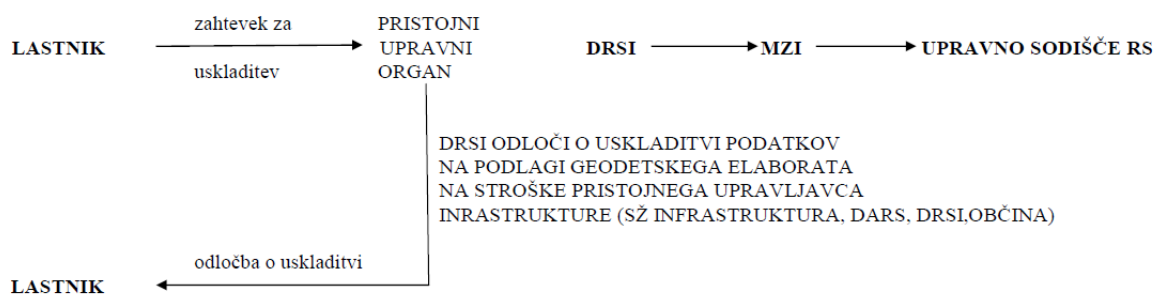 zahtevek za
PRISTOJNI
LASTNIK
UPRAVNI
DRSI
MZI
UPRAVNO SODIŠČE RS
uskladitev
ORGAN
DRSI ODLOČI O USKLADITVI PODATKOV
NA PODLAGI GEODETSKEGA ELABORATA
NA STROŠKE PRISTOJNEGA UPRAVLJAVCA
INRASTRUKTURE (SŽ INFRASTRUKTURA, DARS, DRSI,OBČINA)
odločba o uskladitvi
LASTNIK